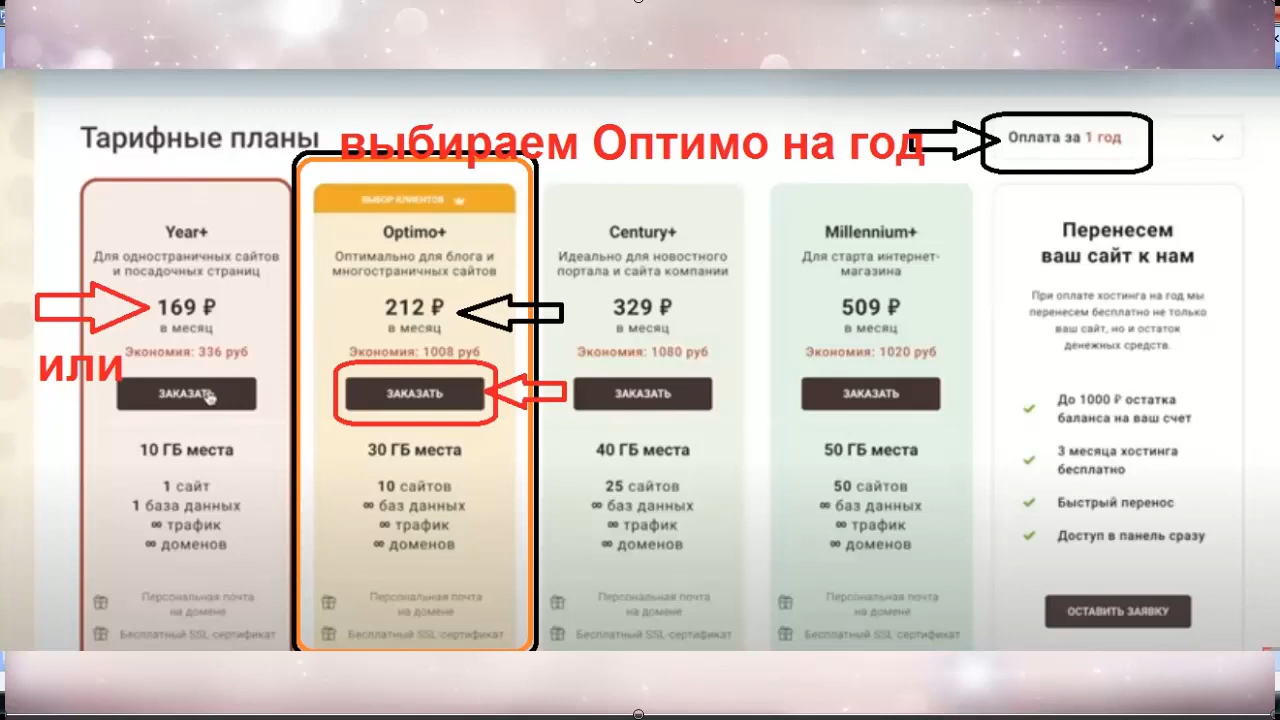 Тарифные планы
выбираем Оптимо на год
Оплата за 1 год
Year+
Для одностраничных сайтов
и посадочных страниц
169 ₽
в месяц
Экономия: 336 руб
или
ЗАКАЗАТЬ
10 ГБ места
1 сайт
1 база данных
∞ трафик
∞ доменов
Персональная почта
на домене
Бесплатный SSL-сертификат
ВЫБОР КЛИЕНТОВ
Optimo+
Оптимально для блога и
многостраничных сайтов
212 ₽
в месяц
Экономия: 1008 руб
ЗАКАЗАТЬ
30 ГБ места
10 сайтов
∞ баз данных
∞ трафик
∞ доменов
Персональная почта
на домене
Бесплатный SSL-сертификат
Century+
Идеально для новостного
портала и сайта компании
329 ₽
в месяц
Экономия: 1080 руб
ЗАКАЗАТЬ
40 ГБ места
25 сайтов
∞ баз данных
∞ трафик
∞ доменов
Персональная почта
на домене
Бесплатный SSL-сертификат
Millennium+
Для старта интернет-
магазина
509 ₽
в месяц
Экономия: 1020 руб
ЗАКАЗАТЬ
50 ГБ места
50 сайтов
∞ баз данных
∞ трафик
∞ доменов
Персональная почта
на домене
Бесплатный SSL-сертификат
Перенесем
ваш сайт к нам
При оплате хостинга на год мы
перенесем бесплатно не только
ваш сайт, но и остаток
денежных средств.
До 1000 ₽ остатка
баланса на ваш счет
3 месяца хостинга
бесплатно
Быстрый перенос
Доступ в панель сразу
ОСТАВИТЬ ЗАЯВКУ